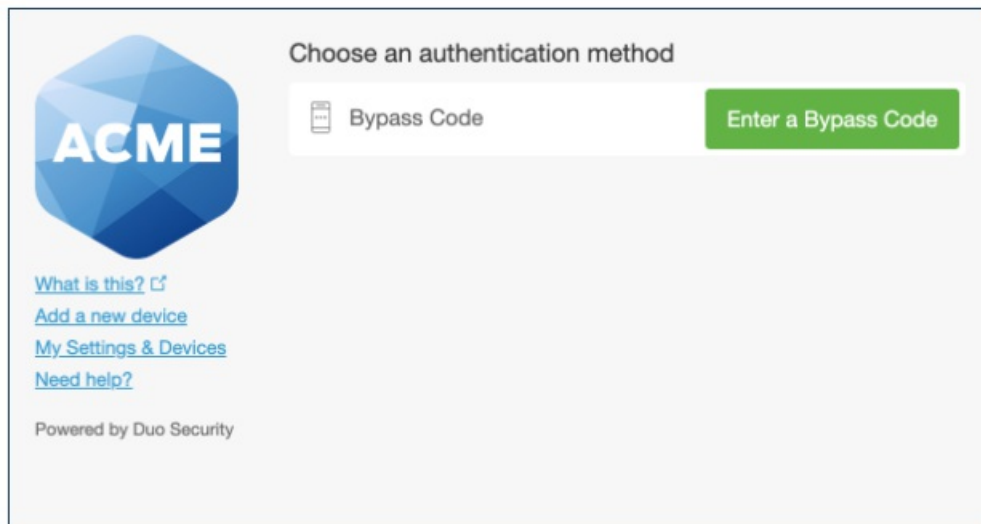 Choose an authentication method
Bypass Code
Enter a Bypass Code
ACME
What is this?
Add a new device
My Settings & Devices
Need help?
Powered by Duo Security